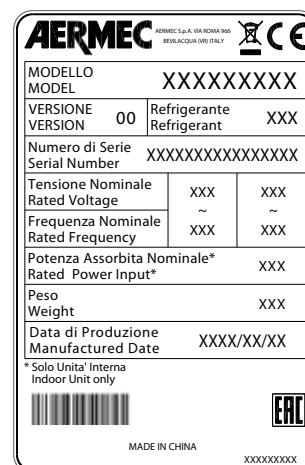 AERMEC AERMEC S.p.A. VIA ROMA 966
BEVILACQUA (VR) ITALY
CE
MODELLO
MODEL XXXXXXXXX
VERSIONE
VERSION 00 Refrigerante
Refrigerant XXX
Numero di Serie
Serial Number XXXXXXXXXXXXXXXX
Tensione Nominale
Rated Voltage XXX XXX
~ ~
Frequenza Nominale
Rated Frequency XXX XXX
Potenza Assorbita Nominale*
Rated Power Input* XXX
Peso
Weight XXX
Data di Produzione
Manufactured Date XXXX/XX/XX
* Solo Unita' Interna
Indoor Unit only
EAC
MADE IN CHINA
XXXXXXXXX